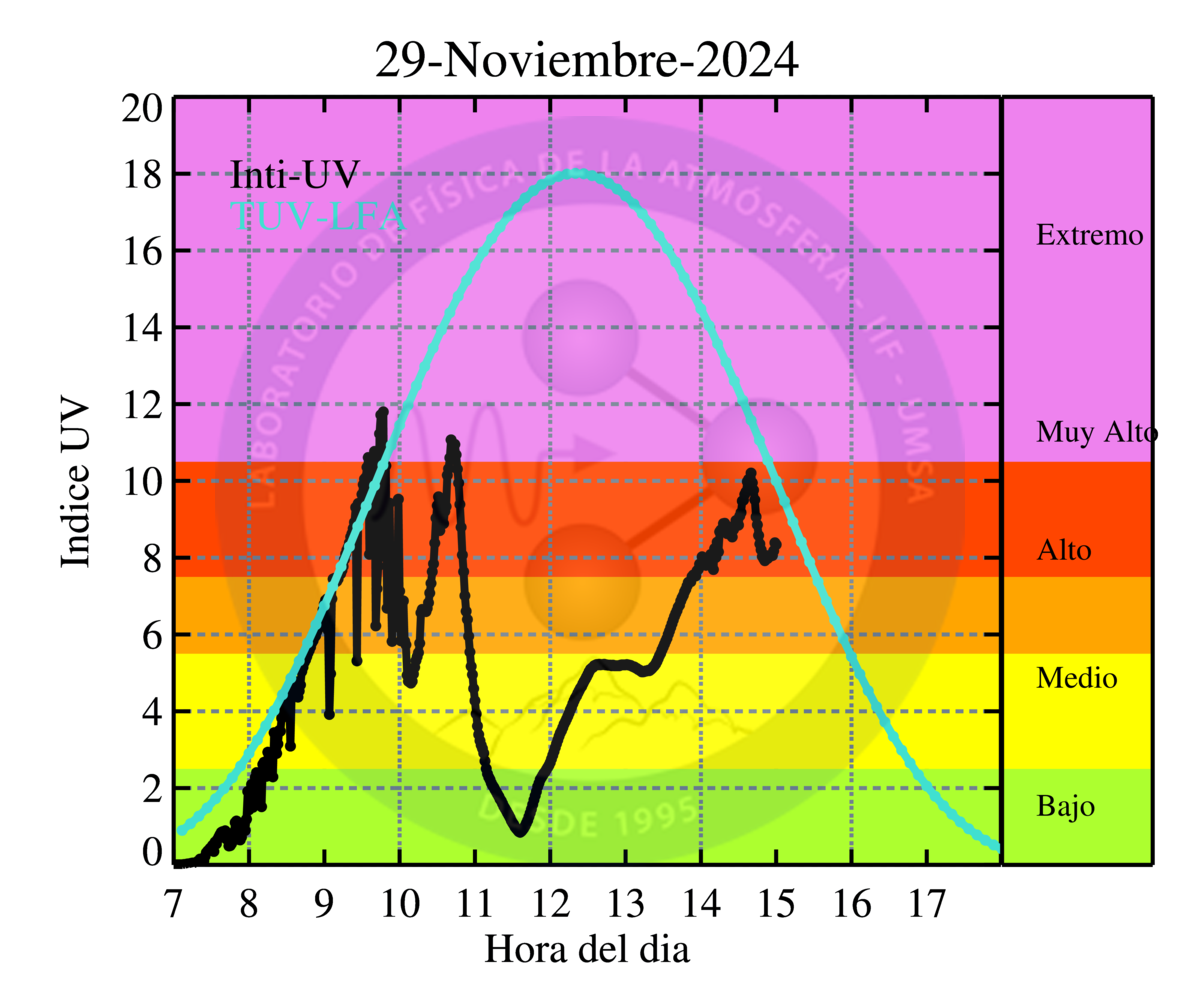 29-Noviembre-2024
20
18
16
14
12
10
8
6
4
2
0
Indice UV
Inti-UV
TUV-LFA
LABORATORIO DE FÍSICA DE LA ATMÓSFERA - IIF - UMSA
DESDE 1995
Extremo
Muy Alto
Alto
Medio
Bajo
7 8 9 10 11 12 13 14 15 16 17
Hora del dia